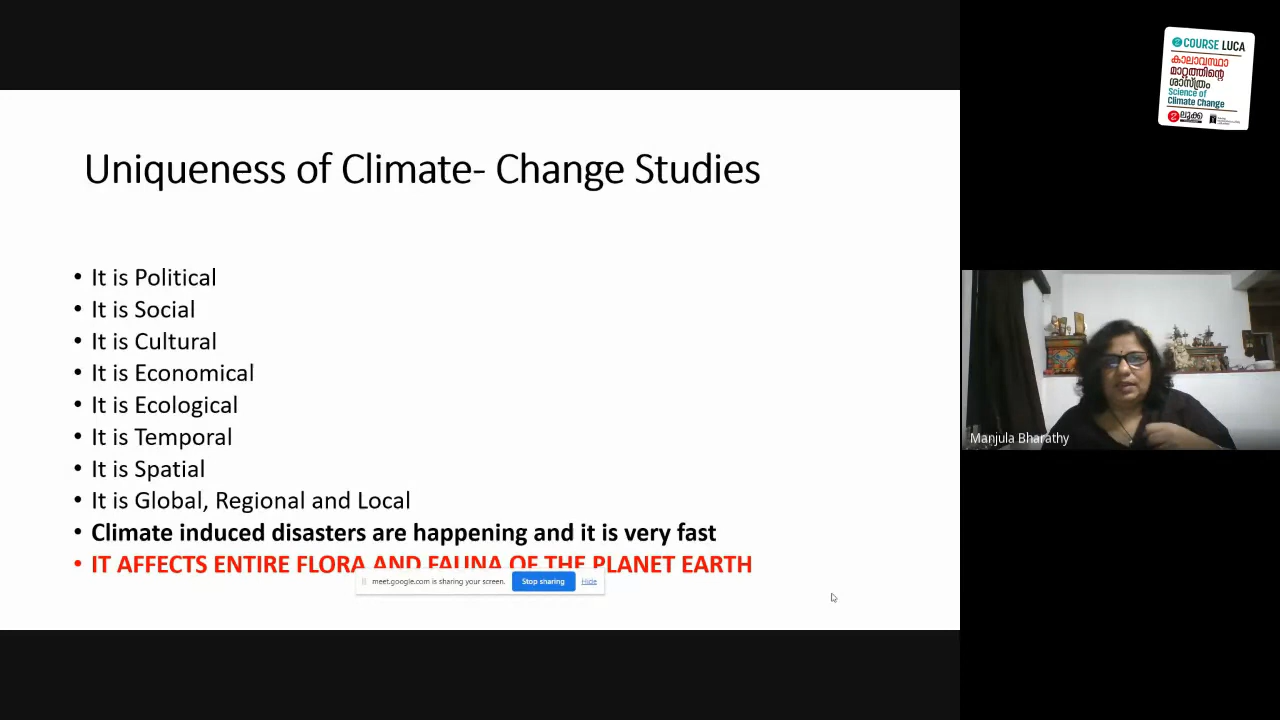 Uniqueness of Climate- Change Studies
• It is Political
• It is Social
• It is Cultural
• It is Economical
• It is Ecological
• It is Temporal
• It is Spatial
• It is Global, Regional and Local
• Climate induced disasters are happening and it is very fast
• IT AFFECTS ENTIRE FLORA AND FAUNA OF THE PLANET EARTH
meet.google.com is sharing your screen. Stop sharing Hide
COURSE LUCA
കാലാവസ്ഥാ
മാറ്റത്തിന്റെ
ശാസ്ത്രം
Science of
Climate Change
ലൂക്ക
Manjula Bharathy